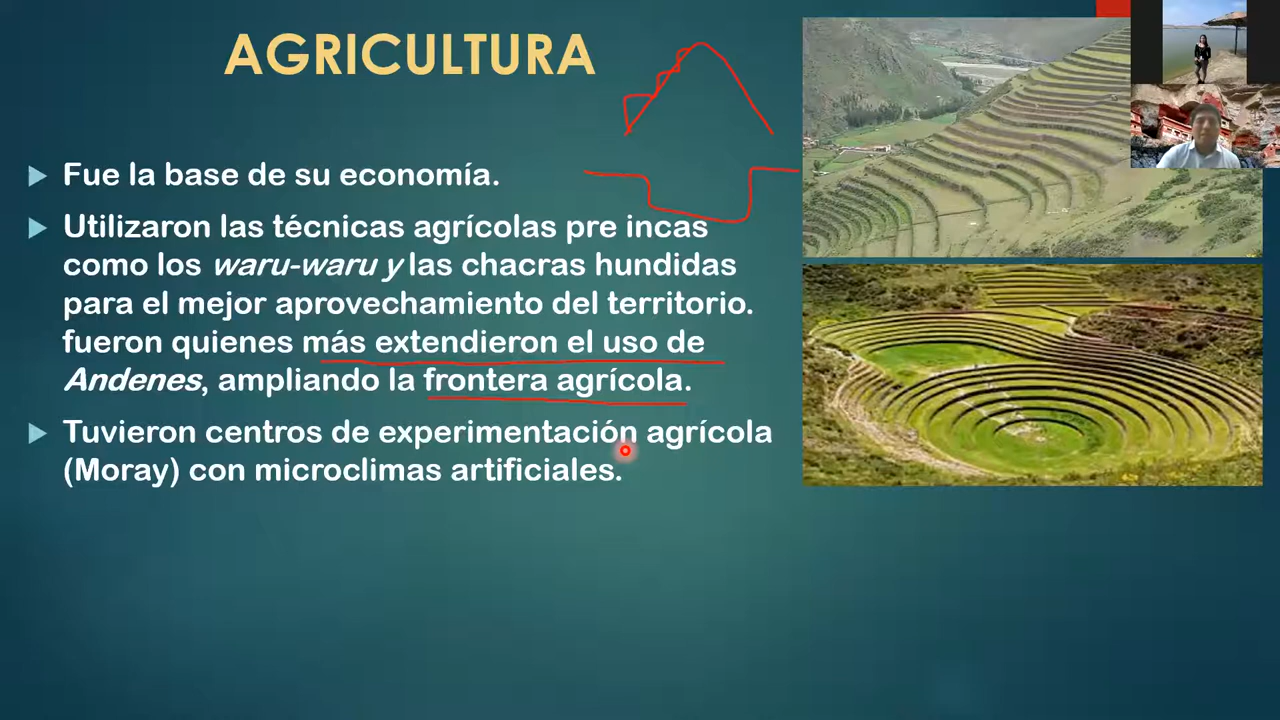 AGRICULTURA
Fue la base de su economía.
Utilizaron las técnicas agrícolas pre incas
como los waru-waru y las chacras hundidas
para el mejor aprovechamiento del territorio.
fueron quienes más extendieron el uso de
Andenes, ampliando la frontera agrícola.
Tuvieron centros de experimentación agrícola
(Moray) con microclimas artificiales.